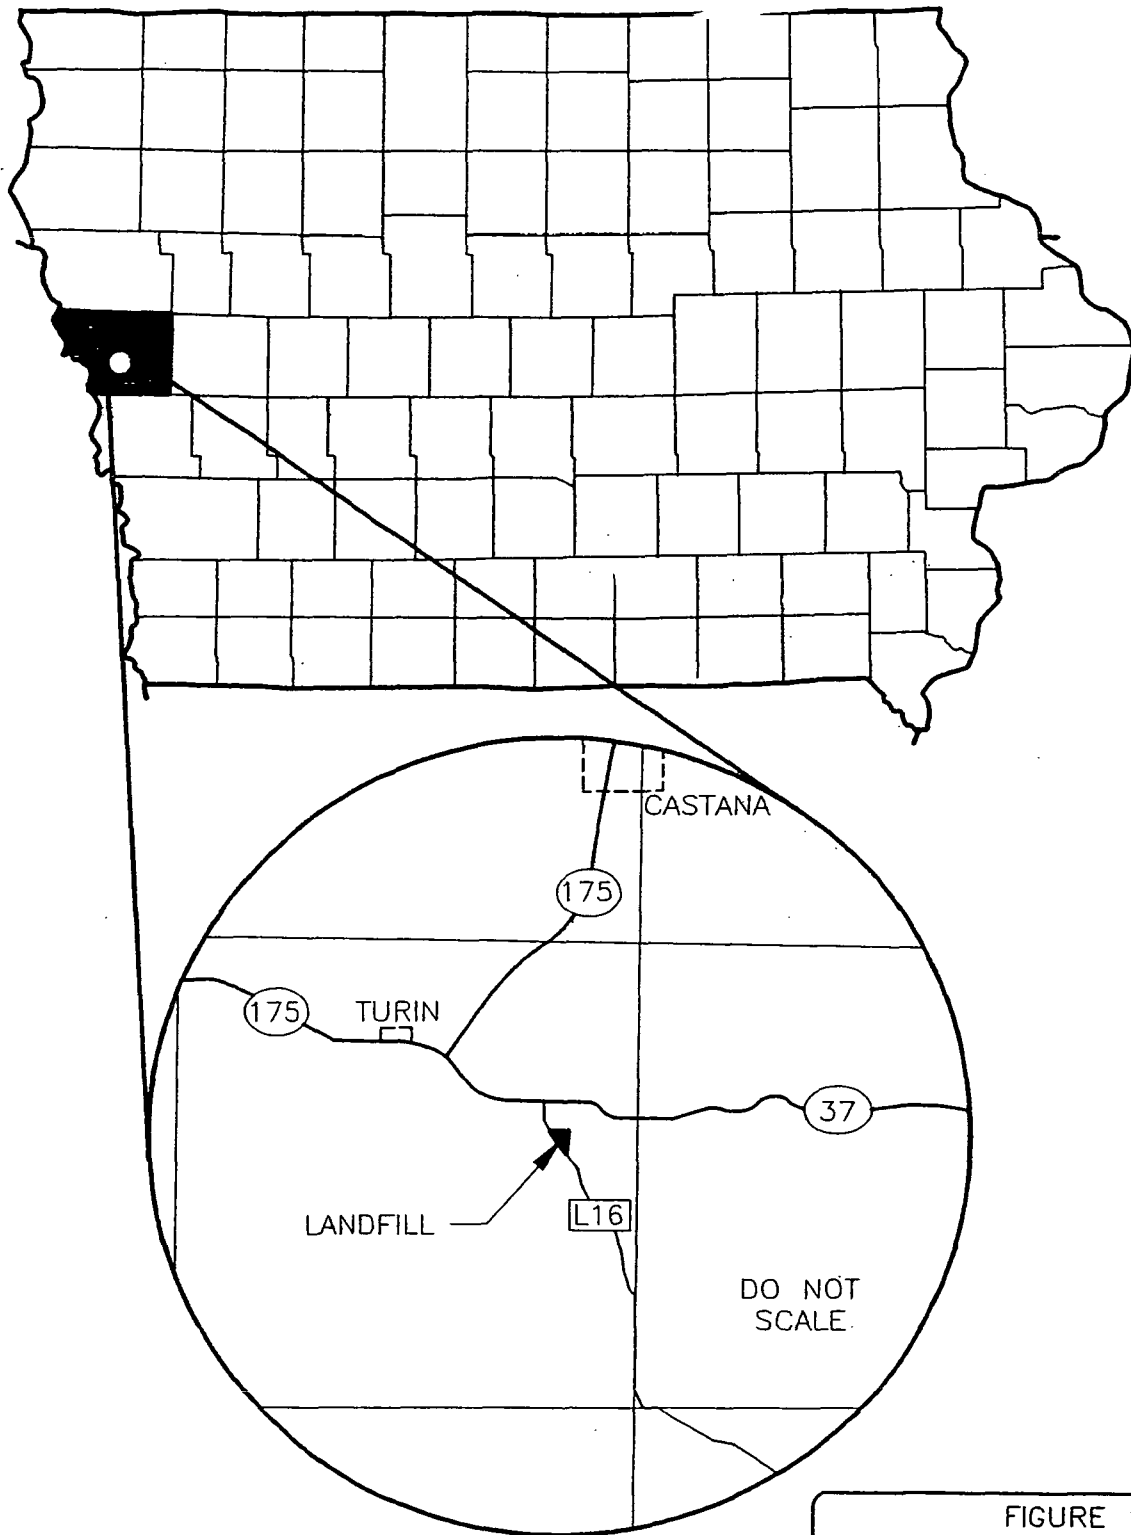 CASTANA
175
175
TURIN
37
LANDFILL
L16
DO NOT
SCALE
FIGURE